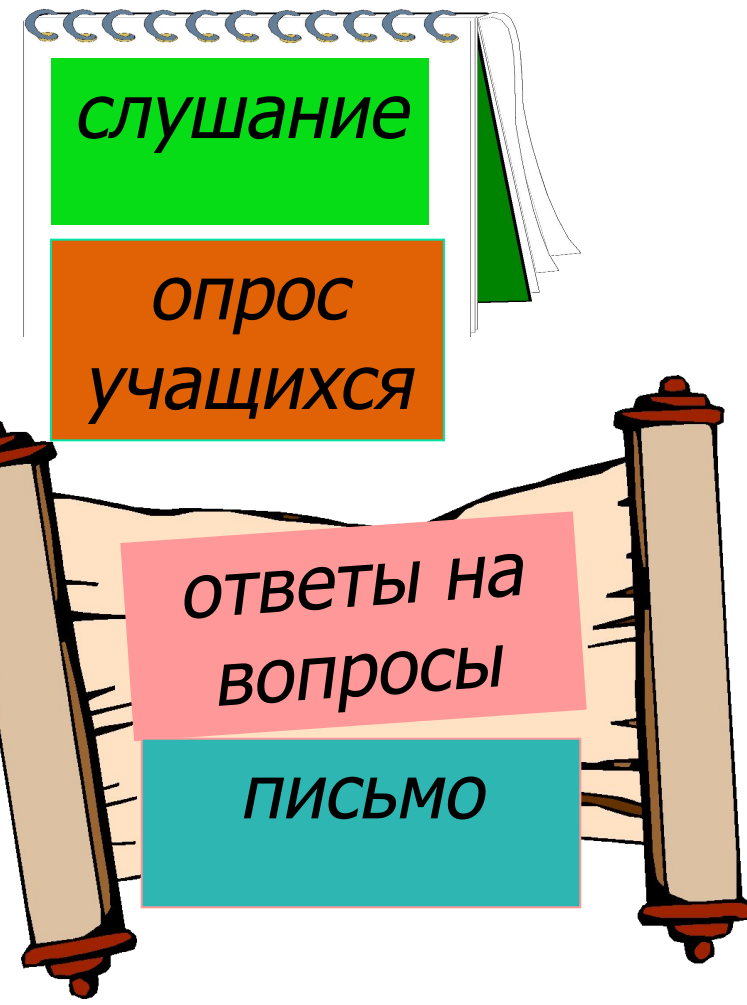 слушание
опрос
учащихся
ответы на
вопросы
письмо